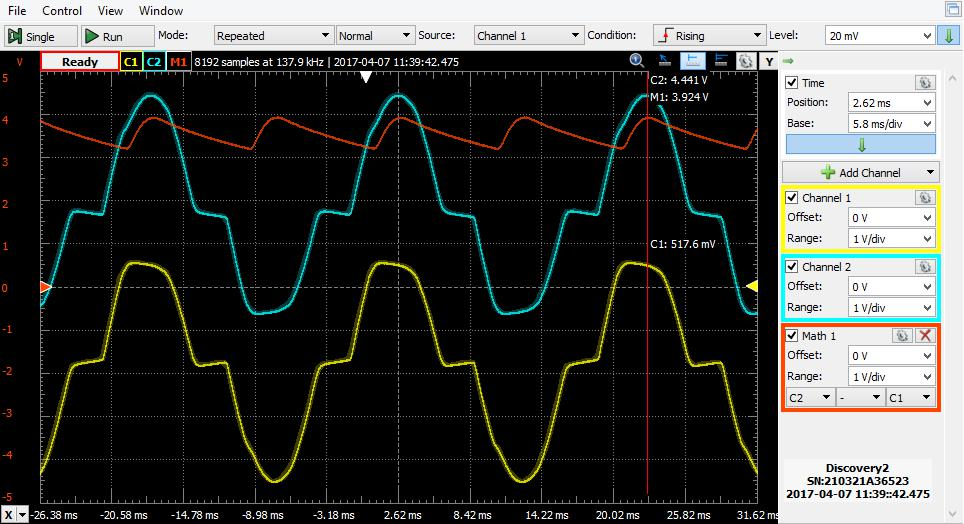 File Control View Window
Single Run Mode: Repeated Normal Source: Channel 1 Condition: Rising Level: 20 mV
V Ready C1 C2 M1 8192 samples at 137.9 kHz | 2017-04-07 11:39:42.475 Y
C2: 4.441 V
M1: 3.924 V
C1: 517.6 mV
5
4
3
2
1
0
-1
-2
-3
-4
-5
X -26.38 ms -20.58 ms -14.78 ms -8.98 ms -3.18 ms 2.62 ms 8.42 ms 14.22 ms 20.02 ms 25.82 ms 31.62 ms
Time
Position: 2.62 ms
Base: 5.8 ms/div
Add Channel
Channel 1
Offset: 0 V
Range: 1 V/div
Channel 2
Offset: 0 V
Range: 1 V/div
Math 1
Offset: 0 V
Range: 1 V/div
C2 - C1
Discovery2
SN:210321A36523
2017-04-07 11:39::42.475